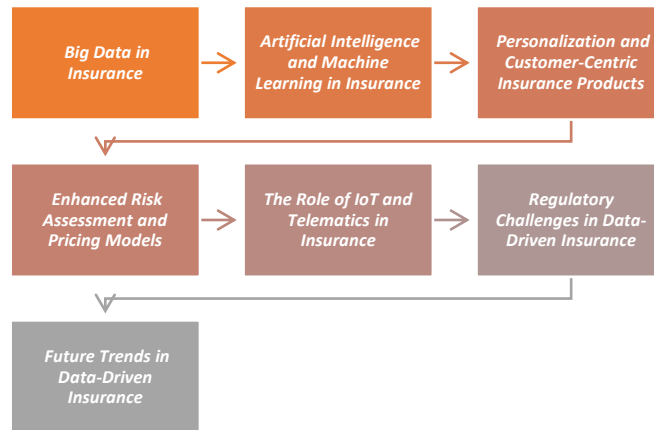 Big Data in
Insurance
Artificial Intelligence
and Machine
Learning in Insurance
Personalization and
Customer-Centric
Insurance Products
Enhanced Risk
Assessment and
Pricing Models
The Role of IoT and
Telematics in
Insurance
Regulatory
Challenges in Data-
Driven Insurance
Future Trends in
Data-Driven
Insurance